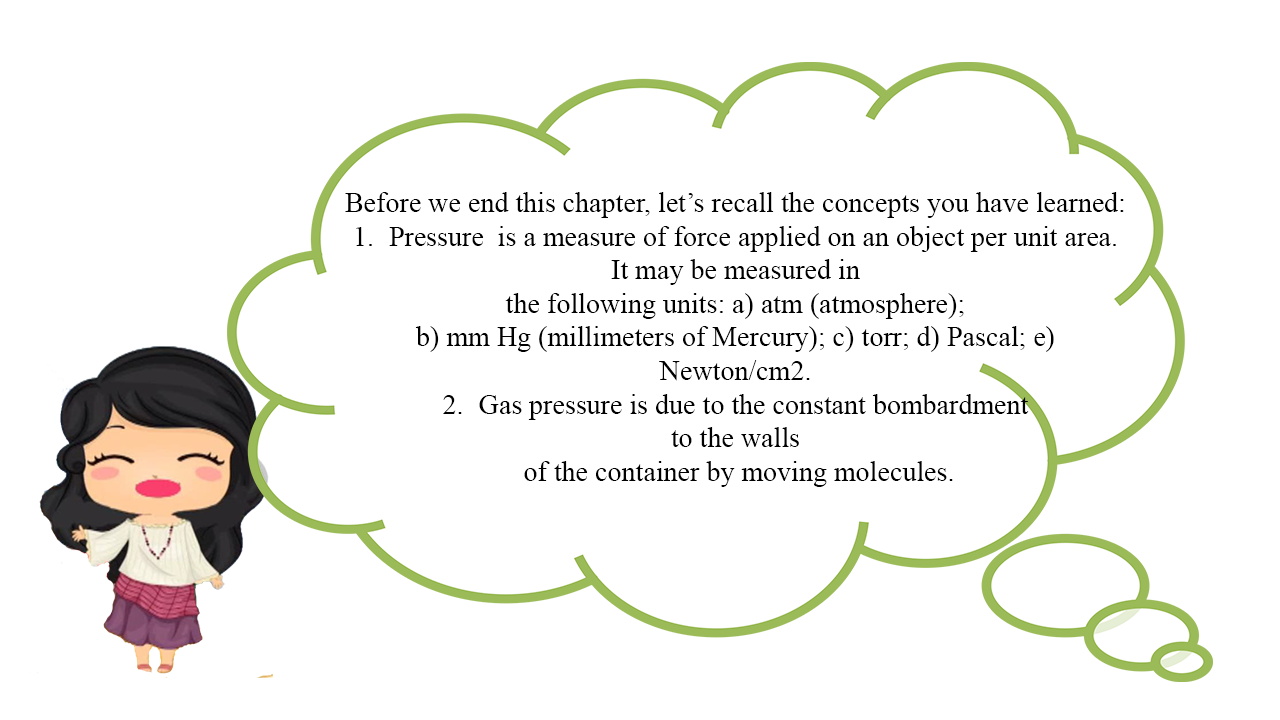 Before we end this chapter, let’s recall the concepts you have learned:
1. Pressure is a measure of force applied on an object per unit area.
It may be measured in
the following units: a) atm (atmosphere);
b) mm Hg (millimeters of Mercury); c) torr; d) Pascal; e)
Newton/cm2.
2. Gas pressure is due to the constant bombardment
to the walls
of the container by moving molecules.